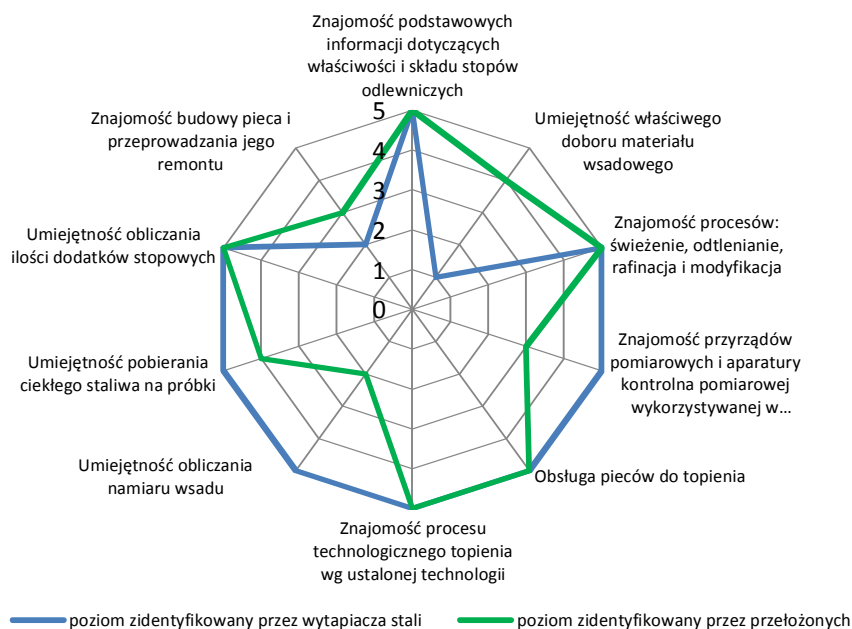 Znajomość podstawowych
informacji dotyczących
właściwości i składu stopów
odlewniczych
Umiejętność właściwego
doboru materiału
wsadowego
Znajomość procesów:
świeżenie, odtlenianie,
rafinacja i modyfikacja
Znajomość przyrządów
pomiarowych i aparatury
kontrolna pomiarowej
wykorzystywanej w...
Obsługa pieców do topienia
Znajomość procesu
technologicznego topienia
wg ustalonej technologii
Umiejętność obliczania
namiaru wsadu
Umiejętność pobierania
ciekłego staliwa na próbki
Umiejętność obliczania
ilości dodatków stopowych
Znajomość budowy pieca i
przeprowadzania jego
remontu
5
4
3
2
1
0
poziom zidentyfikowany przez wytapiacza stali
poziom zidentyfikowany przez przełożonych